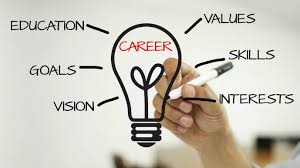 EDUCATION
VALUES
CAREER
SKILLS
GOALS
VISION
INTERESTS